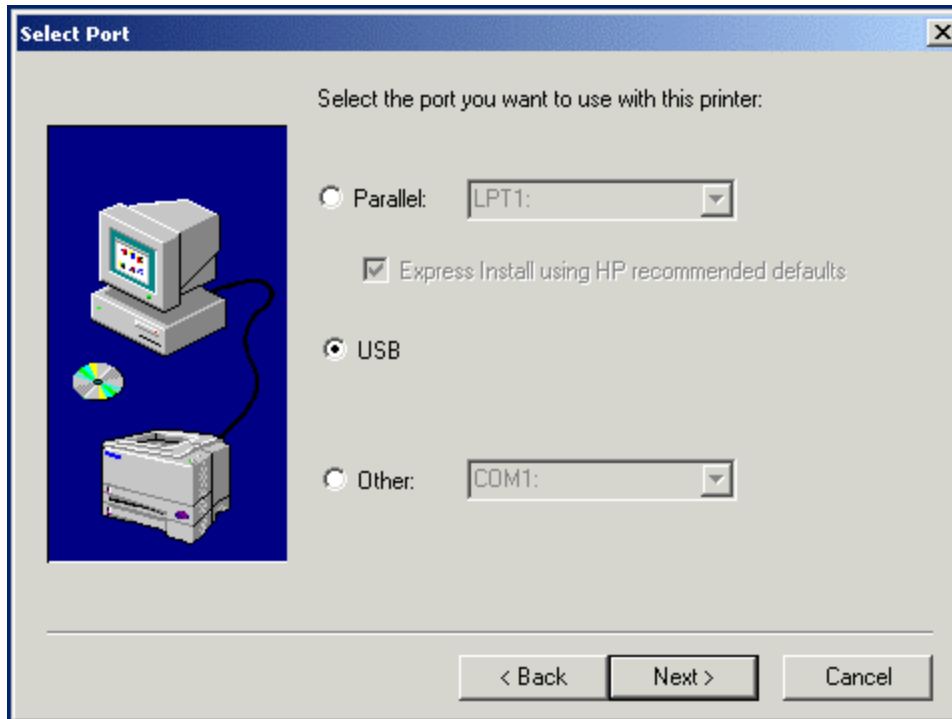 Select Port
Select the port you want to use with this printer:
Parallel: LPT1:
Express Install using HP recommended defaults
USB
Other: COM1:
< Back Next > Cancel